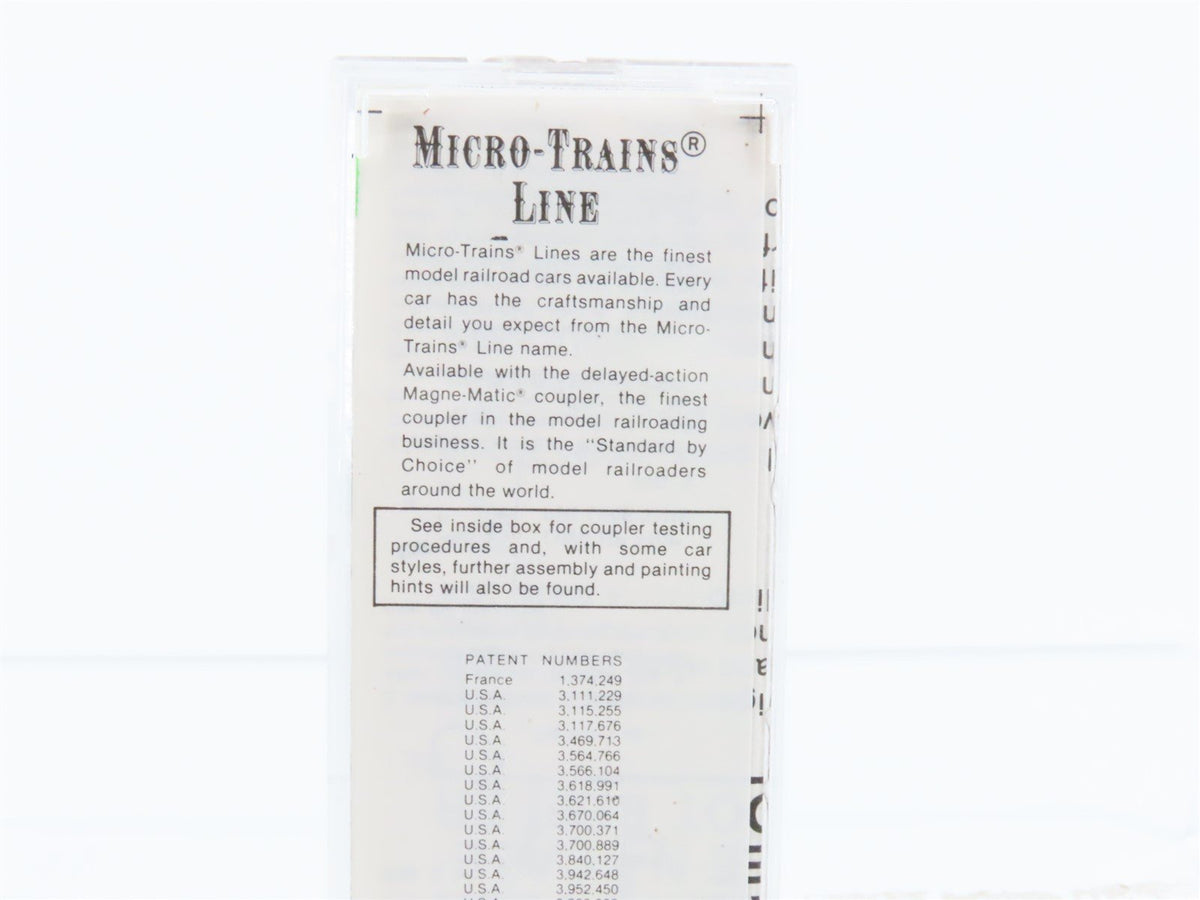 MICRO-TRAINS®
LINE
Micro-Trains® Lines are the finest
model railroad cars available. Every
car has the craftsmanship and
detail you expect from the Micro-
Trains® Line name.
Available with the delayed-action
Magne-Matic® coupler, the finest
coupler in the model railroading
business. It is the "Standard by
Choice" of model railroaders
around the world.
See inside box for coupler testing
procedures and, with some car
styles, further assembly and painting
hints will also be found.
PATENT NUMBERS
France 1.374.249
U.S.A. 3.111.229
U.S.A. 3.115.255
U.S.A. 3.117.676
U.S.A. 3.469.713
U.S.A. 3.564.766
U.S.A. 3.566.104
U.S.A. 3.618.991
U.S.A. 3.621.610
U.S.A. 3.670.064
U.S.A. 3.700.371
U.S.A. 3.700.889
U.S.A. 3.840.127
U.S.A. 3.942.648
U.S.A. 3.952.450